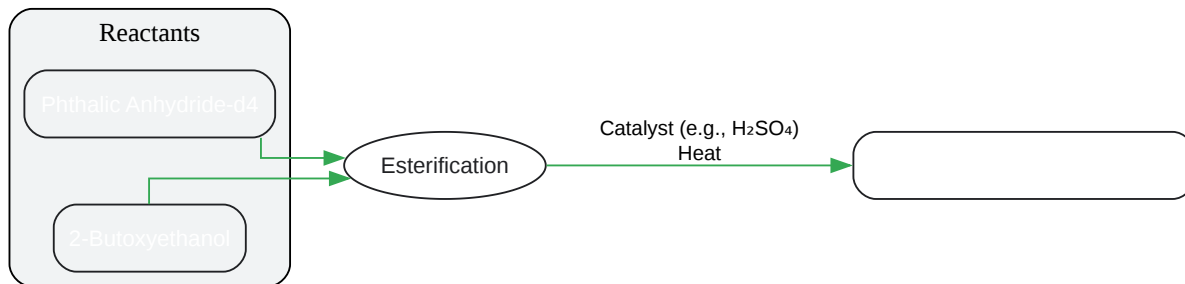 Reactants
Phthalic Anhydride-d4
Catalyst (e.g., H₂SO₄)
Heat
Esterification
2-Butoxyethanol